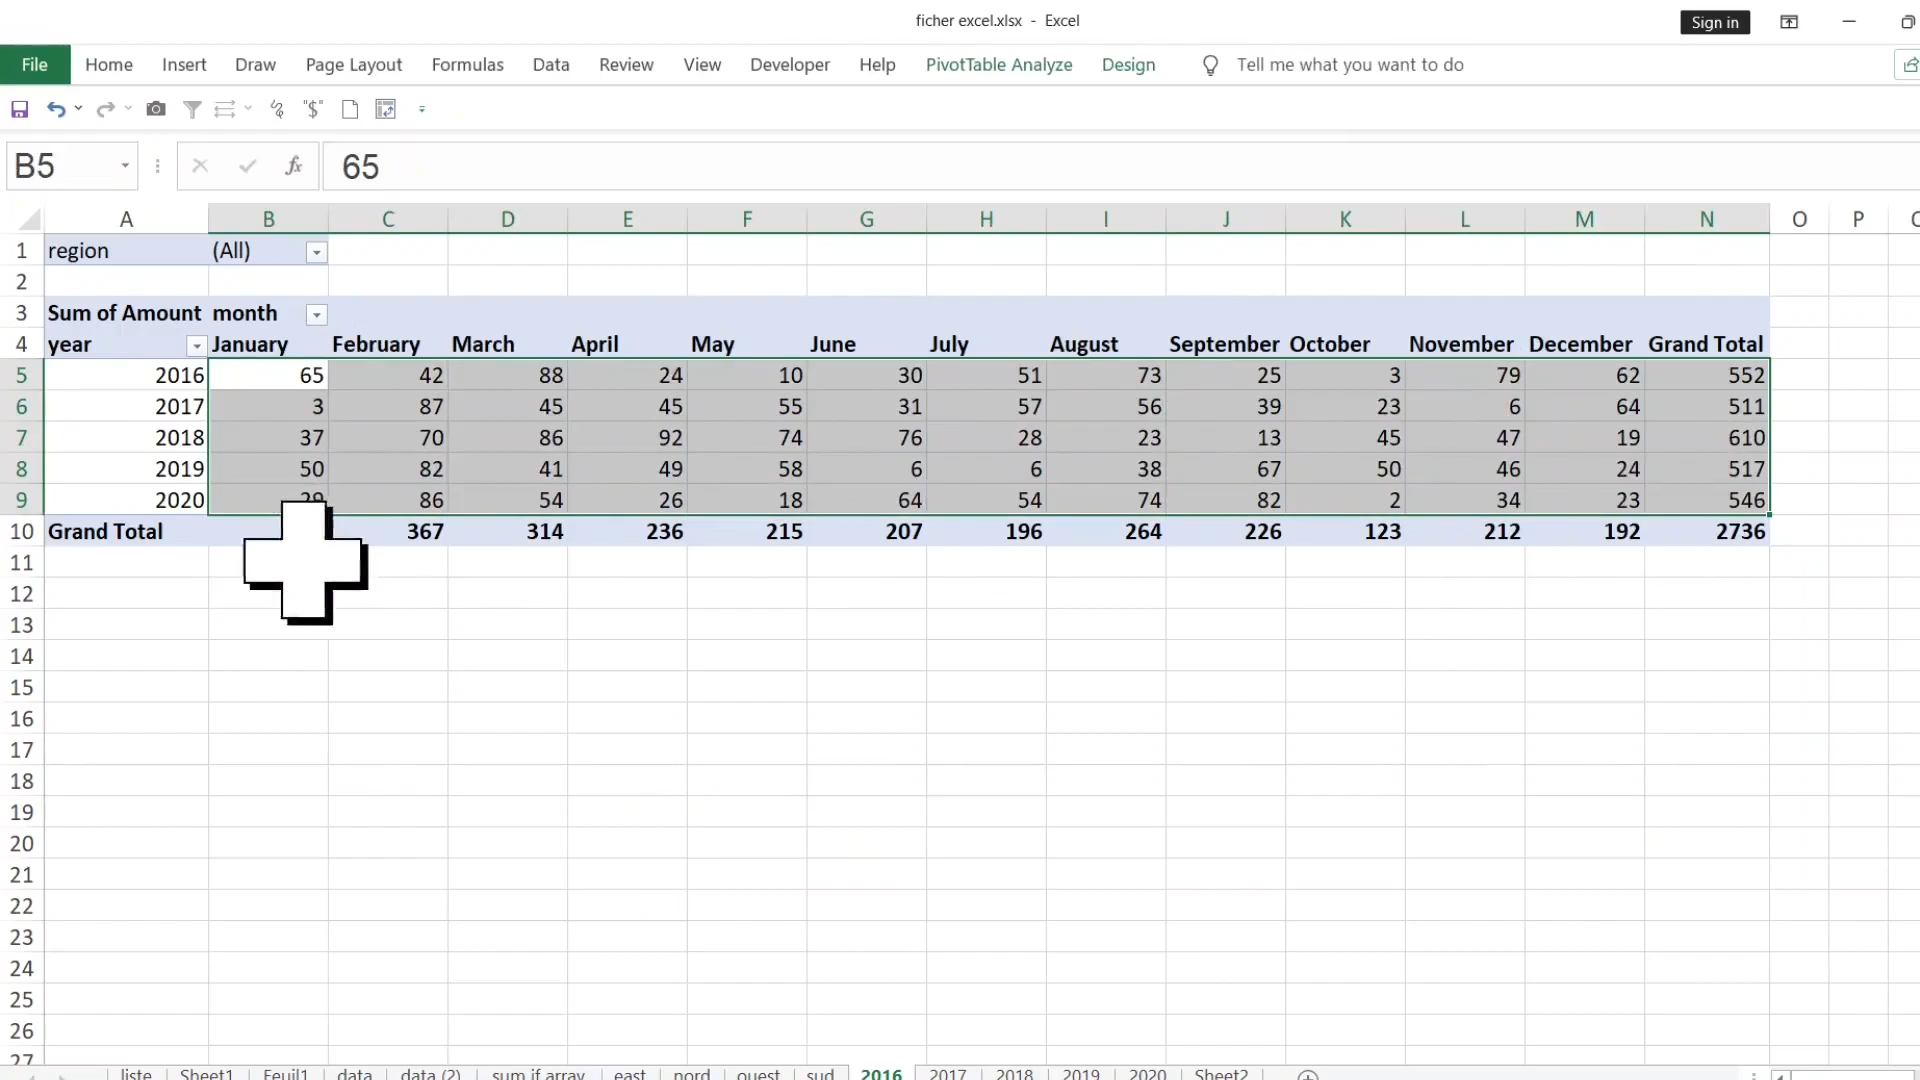 ficher excel.xlsx - Excel
Sign in
File Home Insert Draw Page Layout Formulas Data Review View Developer Help PivotTable Analyze Design Tell me what you want to do
"$"
B5 fx 65
A B C D E F G H I J K L M N O P
1 region (All)
2
3 Sum of Amount month
4 year January February March April May June July August September October November December Grand Total
5 2016 65 42 88 24 10 30 51 73 25 3 79 62 552
6 2017 3 87 45 45 55 31 57 56 39 23 6 64 511
7 2018 37 70 86 92 74 76 28 23 13 45 47 19 610
8 2019 50 82 41 49 58 6 6 38 67 50 46 24 517
9 2020 29 86 54 26 18 64 54 74 82 2 34 23 546
10 Grand Total 367 314 236 215 207 196 264 226 123 212 192 2736
11
12
13
14
15
16
17
18
19
20
21
22
23
24
25
26
27
liste Sheet1 Feuil1 data data (2) sum if array east nord ouest sud 2016 2017 2018 2019 2020 Sheet2